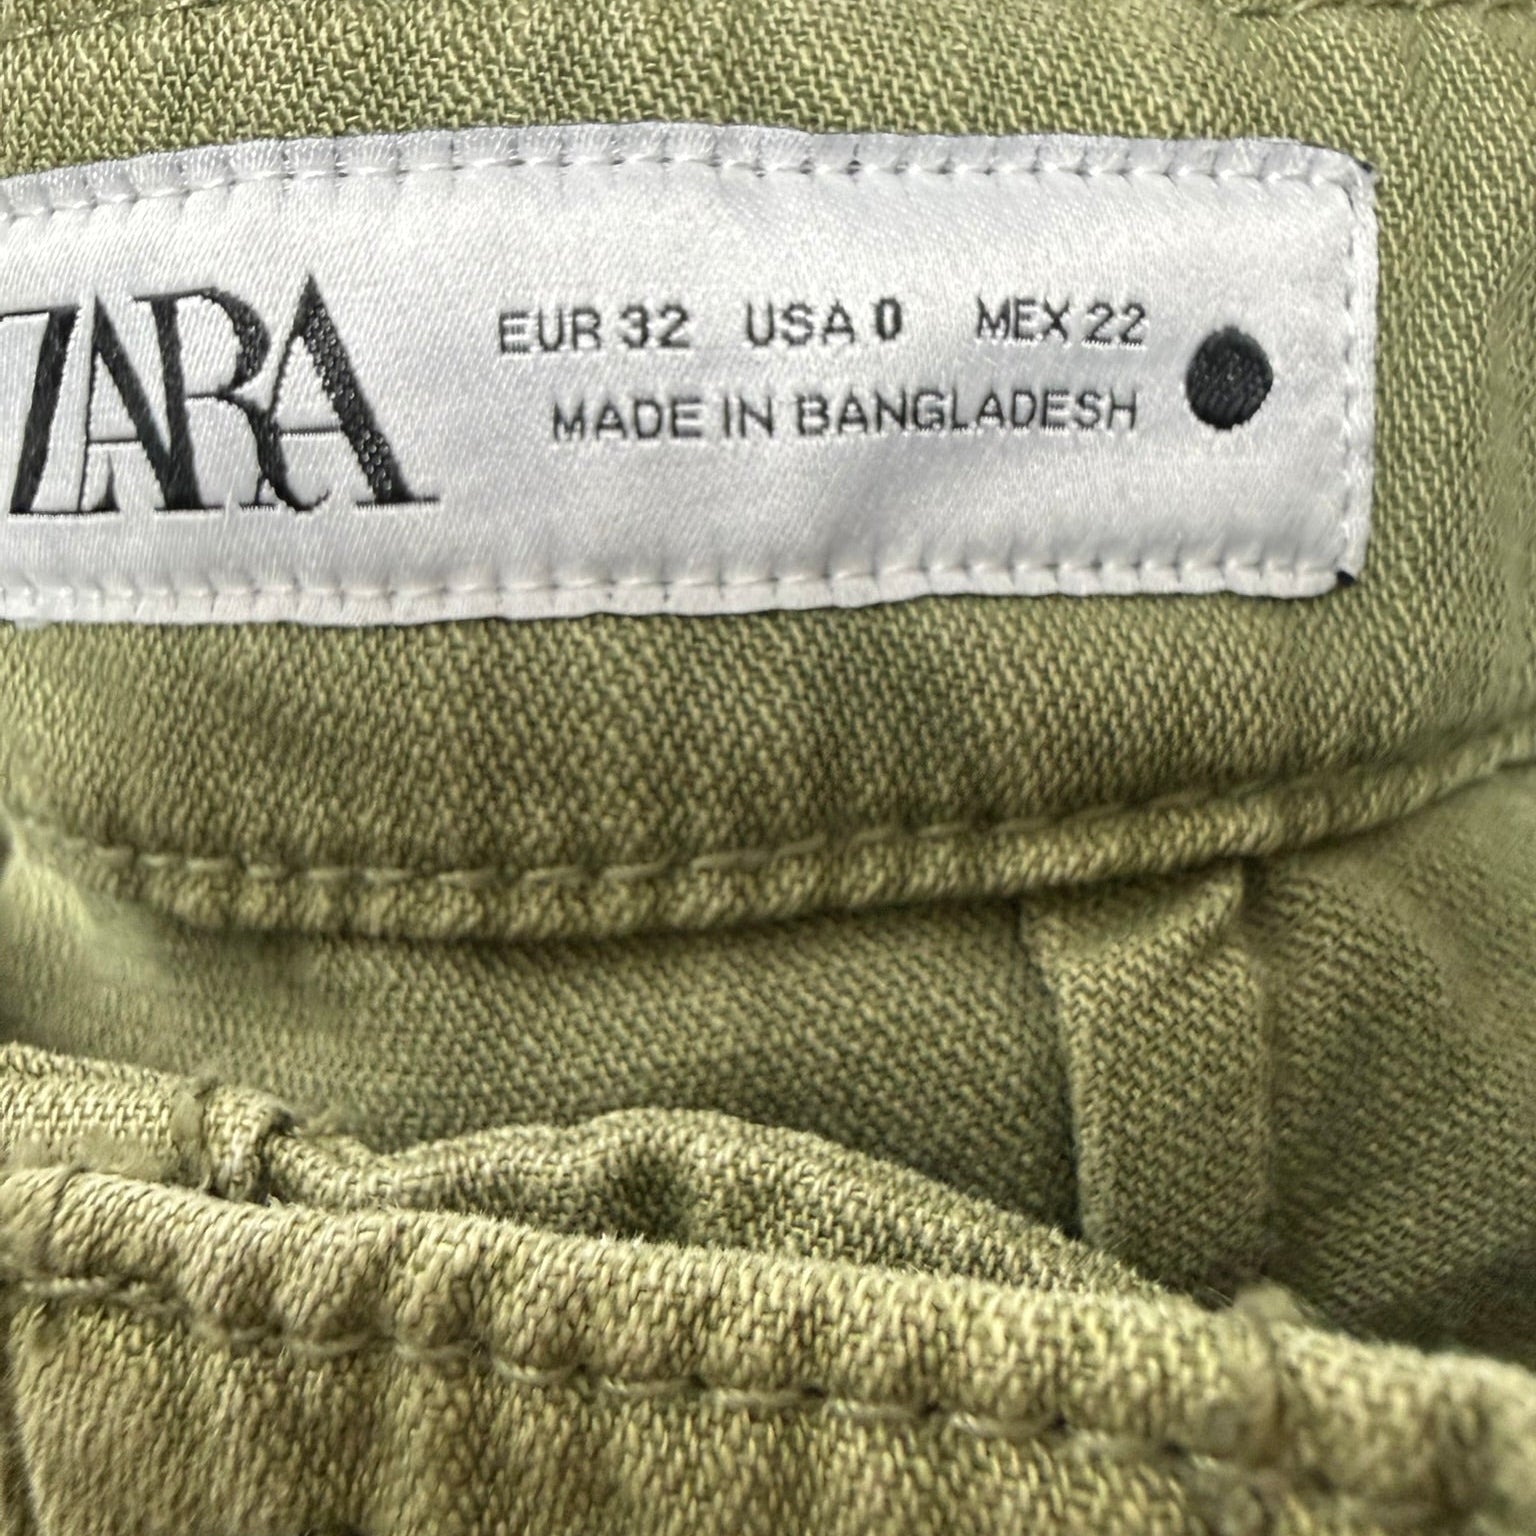 ZARA
EUR 32 USA 0 MEX 22
MADE IN BANGLADESH